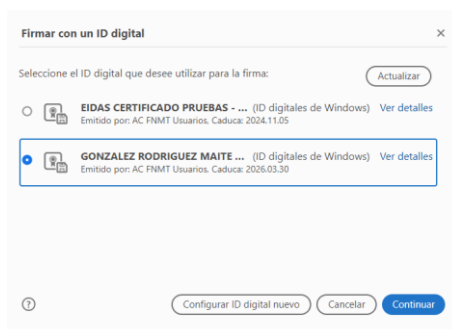 Firmar con un ID digital
Seleccione el ID digital que desee utilizar para la firma:
Actualizar
EIDAS CERTIFICADO PRUEBAS - ... (ID digitales de Windows) Ver detalles
Emitido por: AC FNMT Usuarios. Caduca: 2024.11.05
GONZALEZ RODRIGUEZ MAITE ... (ID digitales de Windows) Ver detalles
Emitido por: AC FNMT Usuarios. Caduca: 2026.03.30
Configurar ID digital nuevo Cancelar Continuar